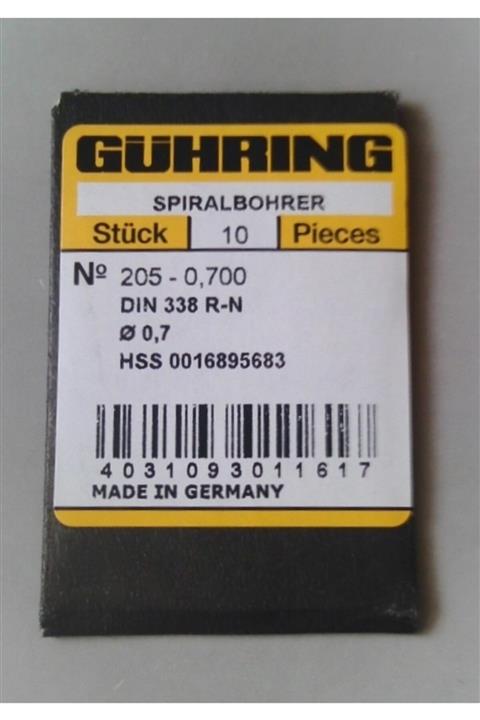 GÜHRING
SPIRALBOHRER
Stück 10 Pieces
Nº 205 - 0,700
DIN 338 R-N
Ø 0,7
HSS 0016895683
4031093011617
MADE IN GERMANY